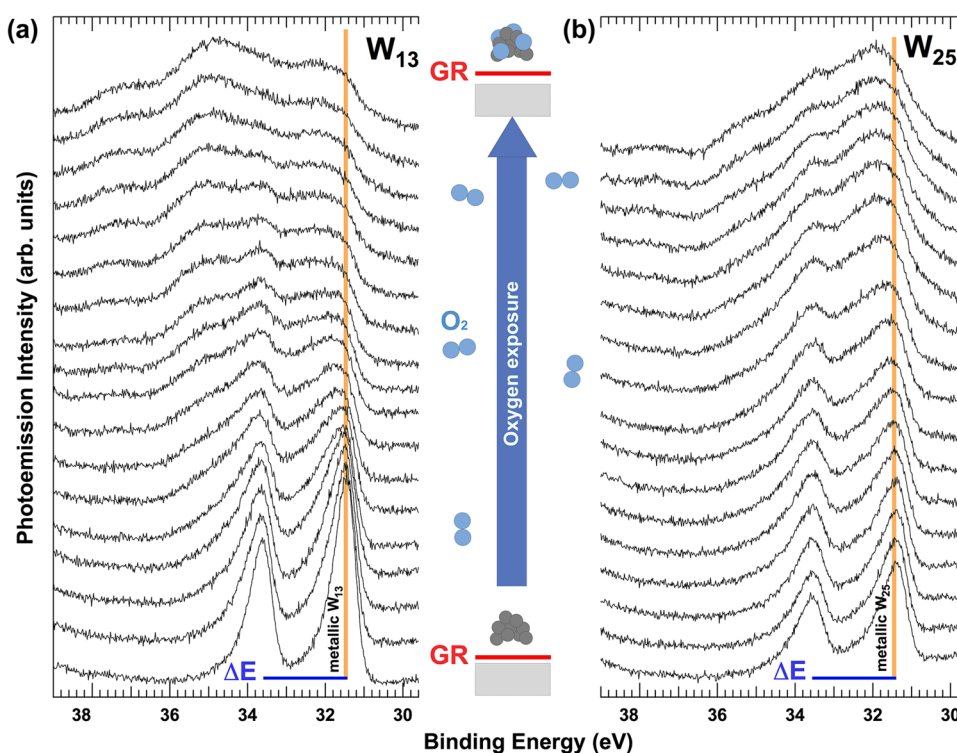 (a)
W13
GR
(b)
W25
Photoemission Intensity (arb. units)
O2
Oxygen exposure
metallic W13
ΔE
GR
metallic W25
ΔE
38 36 34 32 30
38 36 34 32 30
Binding Energy (eV)